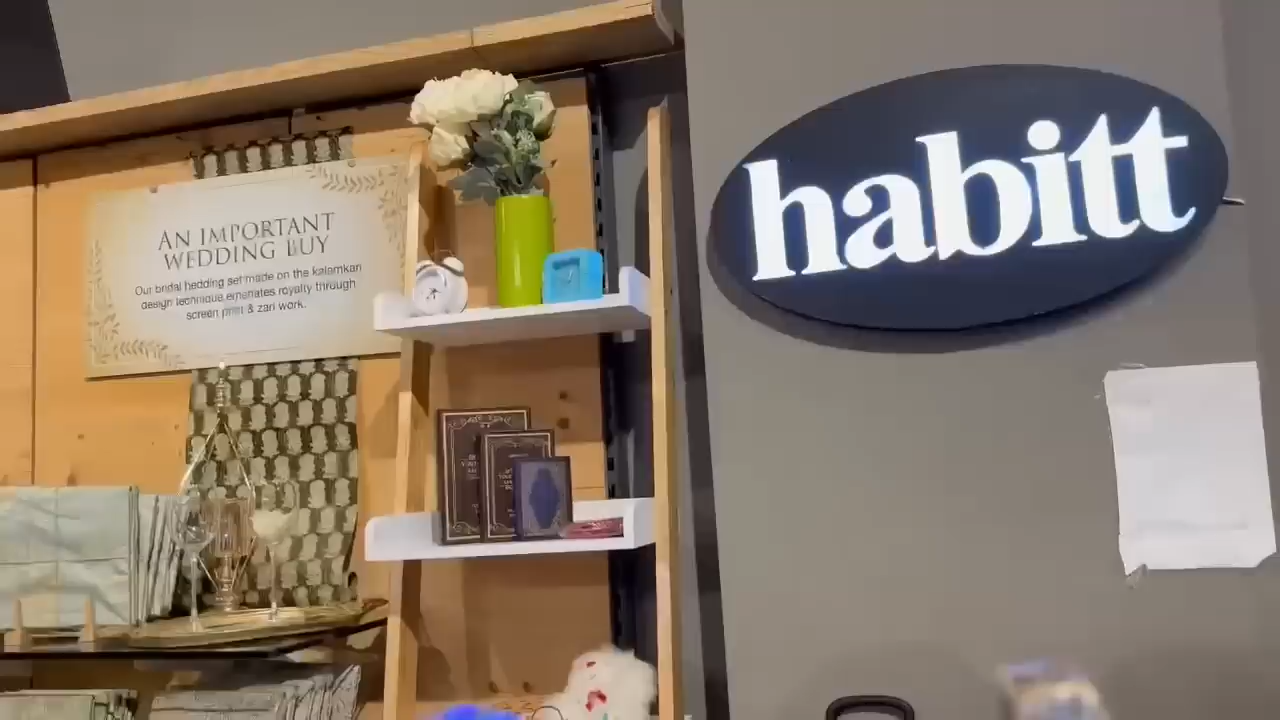 AN IMPORTANT
WEDDING BUY
Our bridal bedding set made on the kalamkari
design technique emenates royalty through
screen print & zari work.
habitt